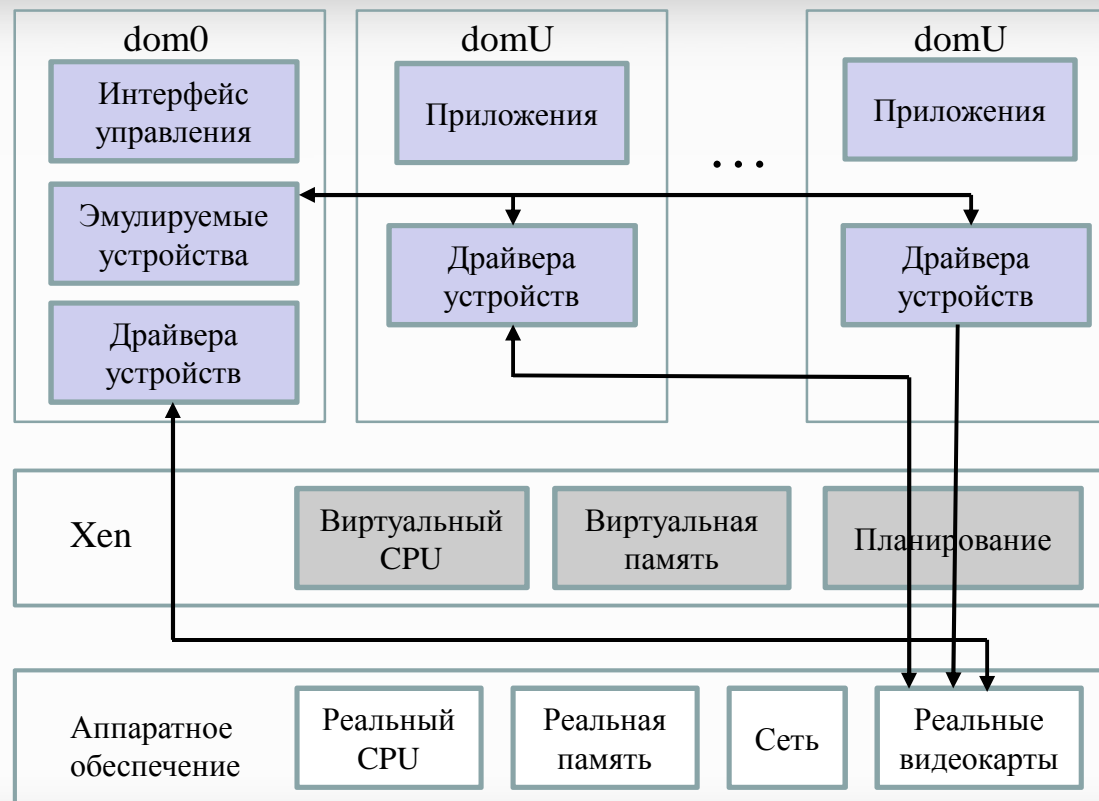 dom0
Интерфейс
управления
Эмулируемые
устройства
Драйвера
устройств
domU
Приложения
Драйвера
устройств
...
domU
Приложения
Драйвера
устройств
Xen
Виртуальный
CPU
Виртуальная
память
Планирование
Аппаратное
обеспечение
Реальный
CPU
Реальная
память
Сеть
Реальные
видеокарты